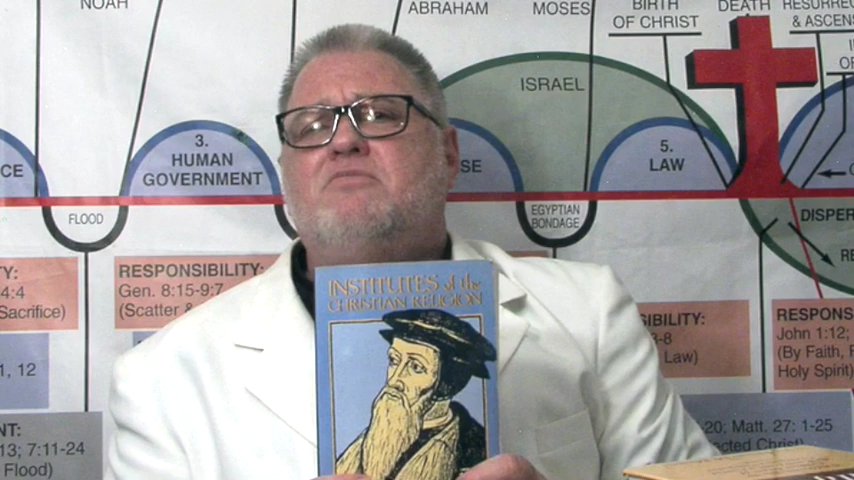 NOAH
ABRAHAM
MOSES
BIRTH
OF CHRIST
DEATH
RESURREC
& ASCENS
ISRAEL
CE
3.
HUMAN
GOVERNMENT
SE
5.
LAW
FLOOD
EGYPTIAN
BONDAGE
DISPER
RE
TY:
4:4
Sacrifice)
RESPONSIBILITY:
Gen. 8:15-9:7
(Scatter &
SIBILITY:
3-8
Law)
RESPONS
John 1:12;
(By Faith, F
Holy Spirit)
1, 12
NT:
13; 7:11-24
Flood)
-20; Matt. 27: 1-25
ected Christ)
INSTITUTES of the
CHRISTIAN RELIGION